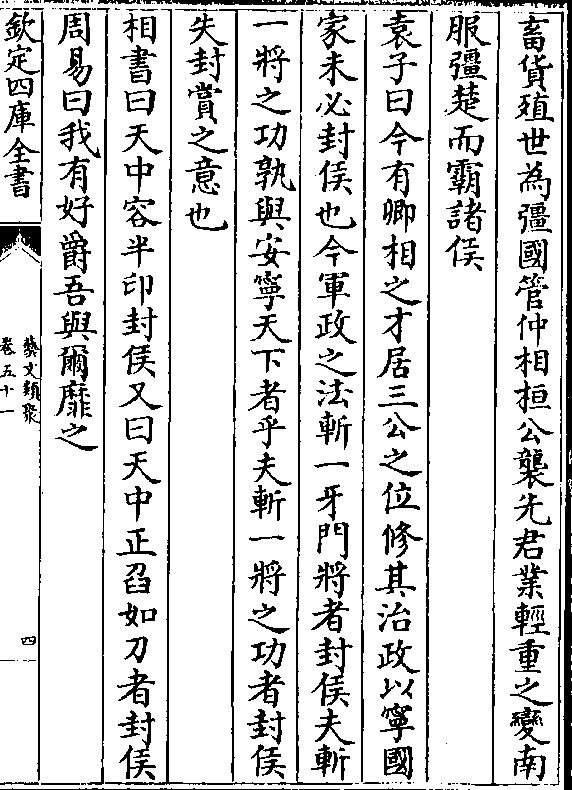 畜貨殖世為彊國管仲相桓公襲先君業輕重之變南
服彊楚而霸諸侯
袁子曰今有卿相之才居三公之位修其治政以寧國
家未必封侯也今軍政之法斬一牙門將者封侯夫斬
一將之功孰與安寧天下者乎夫斬一將之功者封侯
失封賞之意也
相書曰天中容半印封侯又曰天中正㕯如刀者封侯
周易曰我有好爵吾與爾靡之
欽定四庫全書
藝文類聚
卷五十一
四